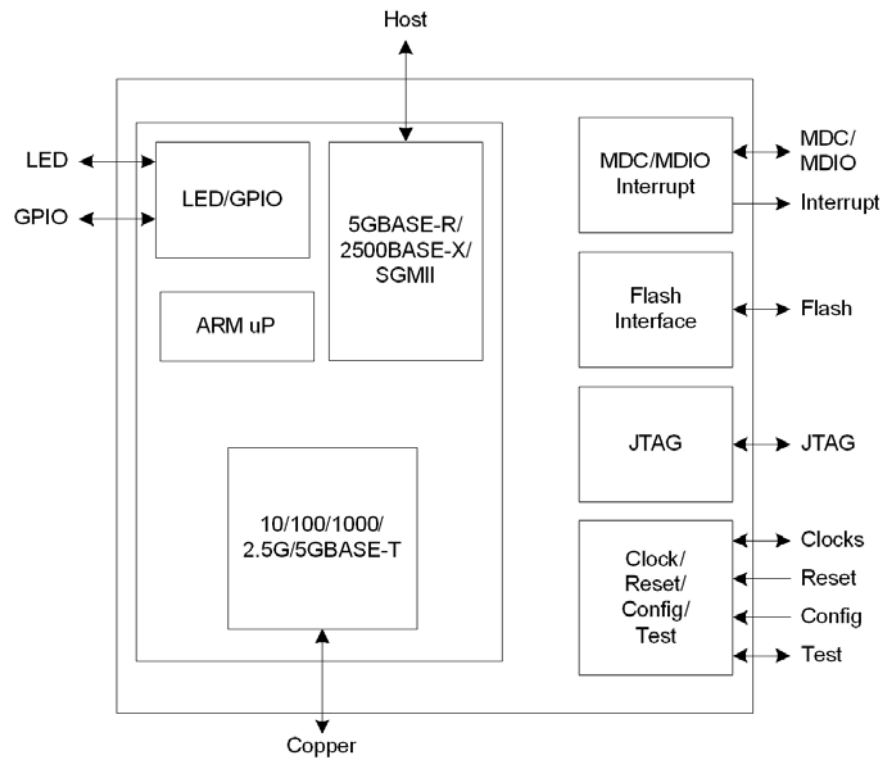 Host
LED
GPIO
LED/GPIO
5GBASE-R/
2500BASE-X/
SGMII
ARM uP
10/100/1000/
2.5G/5GBASE-T
Copper
MDC/MDIO
Interrupt
MDC/
MDIO
Interrupt
Flash
Interface
Flash
JTAG
JTAG
Clock/
Reset/
Config/
Test
Clocks
Reset
Config
Test